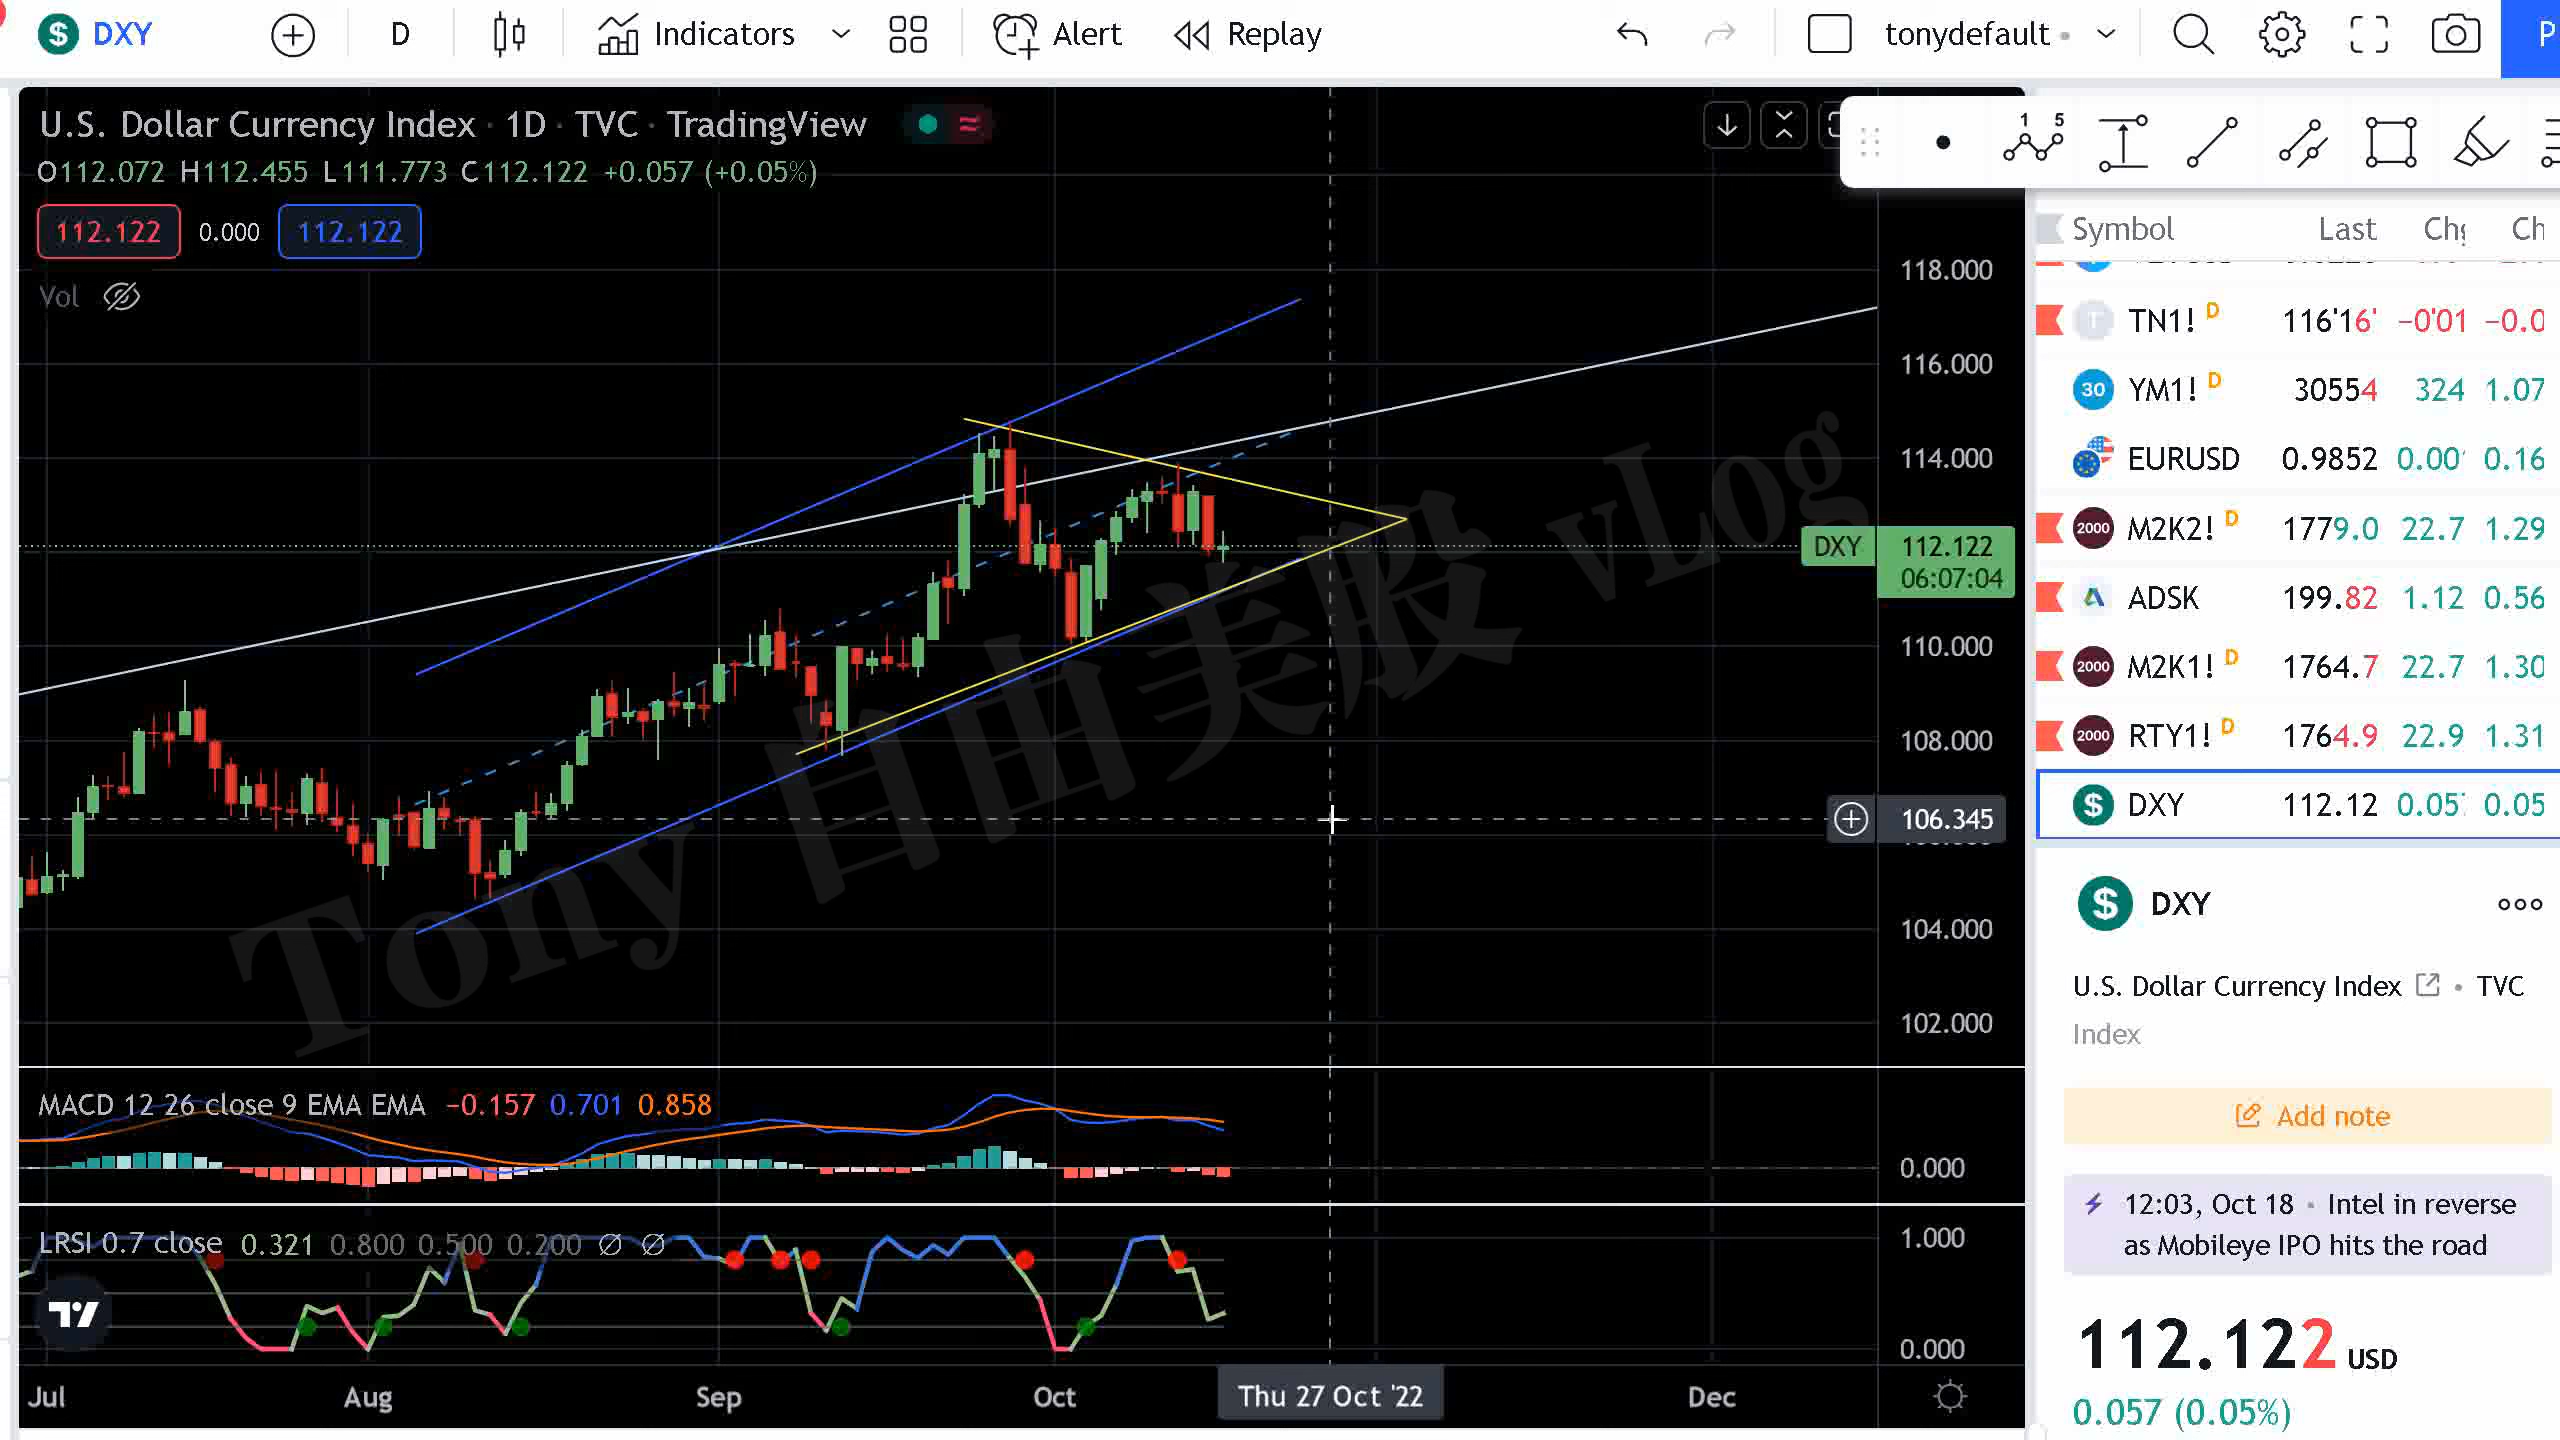 DXY D Indicators Alert Replay tonydefault
U.S. Dollar Currency Index · 1D · TVC · TradingView
O112.072 H112.455 L111.773 C112.122 +0.057 (+0.05%)
112.122 0.000 112.122
Vol
118.000
116.000
114.000
DXY 112.122
06:07:04
110.000
108.000
106.345
104.000
102.000
Tony 自由美股 vLog
MACD 12 26 close 9 EMA EMA −0.157 0.701 0.858
0.000
LRSI 0.7 close 0.321 0.800 0.500 0.200 ∅ ∅
1.000
0.000
Jul Aug Sep Oct Thu 27 Oct '22 Dec
1 5
Symbol Last
TN1! D 116'16' −0'01 −0.0
YM1! D 30554 324 1.07
EURUSD 0.9852 0.00 0.16
M2K2! D 1779.0 22.7 1.29
ADSK 199.82 1.12 0.56
M2K1! D 1764.7 22.7 1.30
RTY1! D 1764.9 22.9 1.31
DXY 112.12 0.05 0.05
DXY
U.S. Dollar Currency Index • TVC
Index
Add note
12:03, Oct 18 • Intel in reverse
as Mobileye IPO hits the road
112.122 USD
0.057 (0.05%)